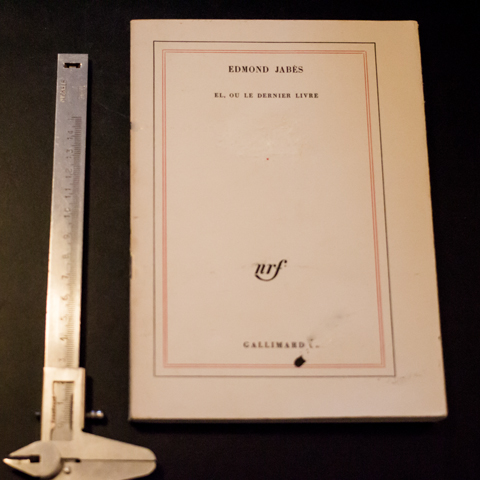 EDMOND JABÈS
EL, OU LE DERNIER LIVRE
nrf
GALLIMARD